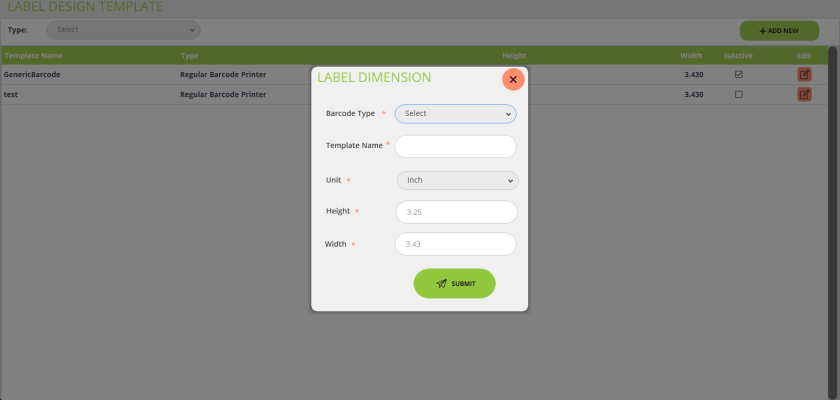 LABEL DESIGN TEMPLATE
Type: Select
ADD NEW
Template Name Type Height Width IsActive Edit
GenericBarcode Regular Barcode Printer 3.430
test Regular Barcode Printer 3.430
LABEL DIMENSION
Barcode Type * Select
Template Name *
Unit * Inch
Height * 3.25
Width * 3.43
SUBMIT